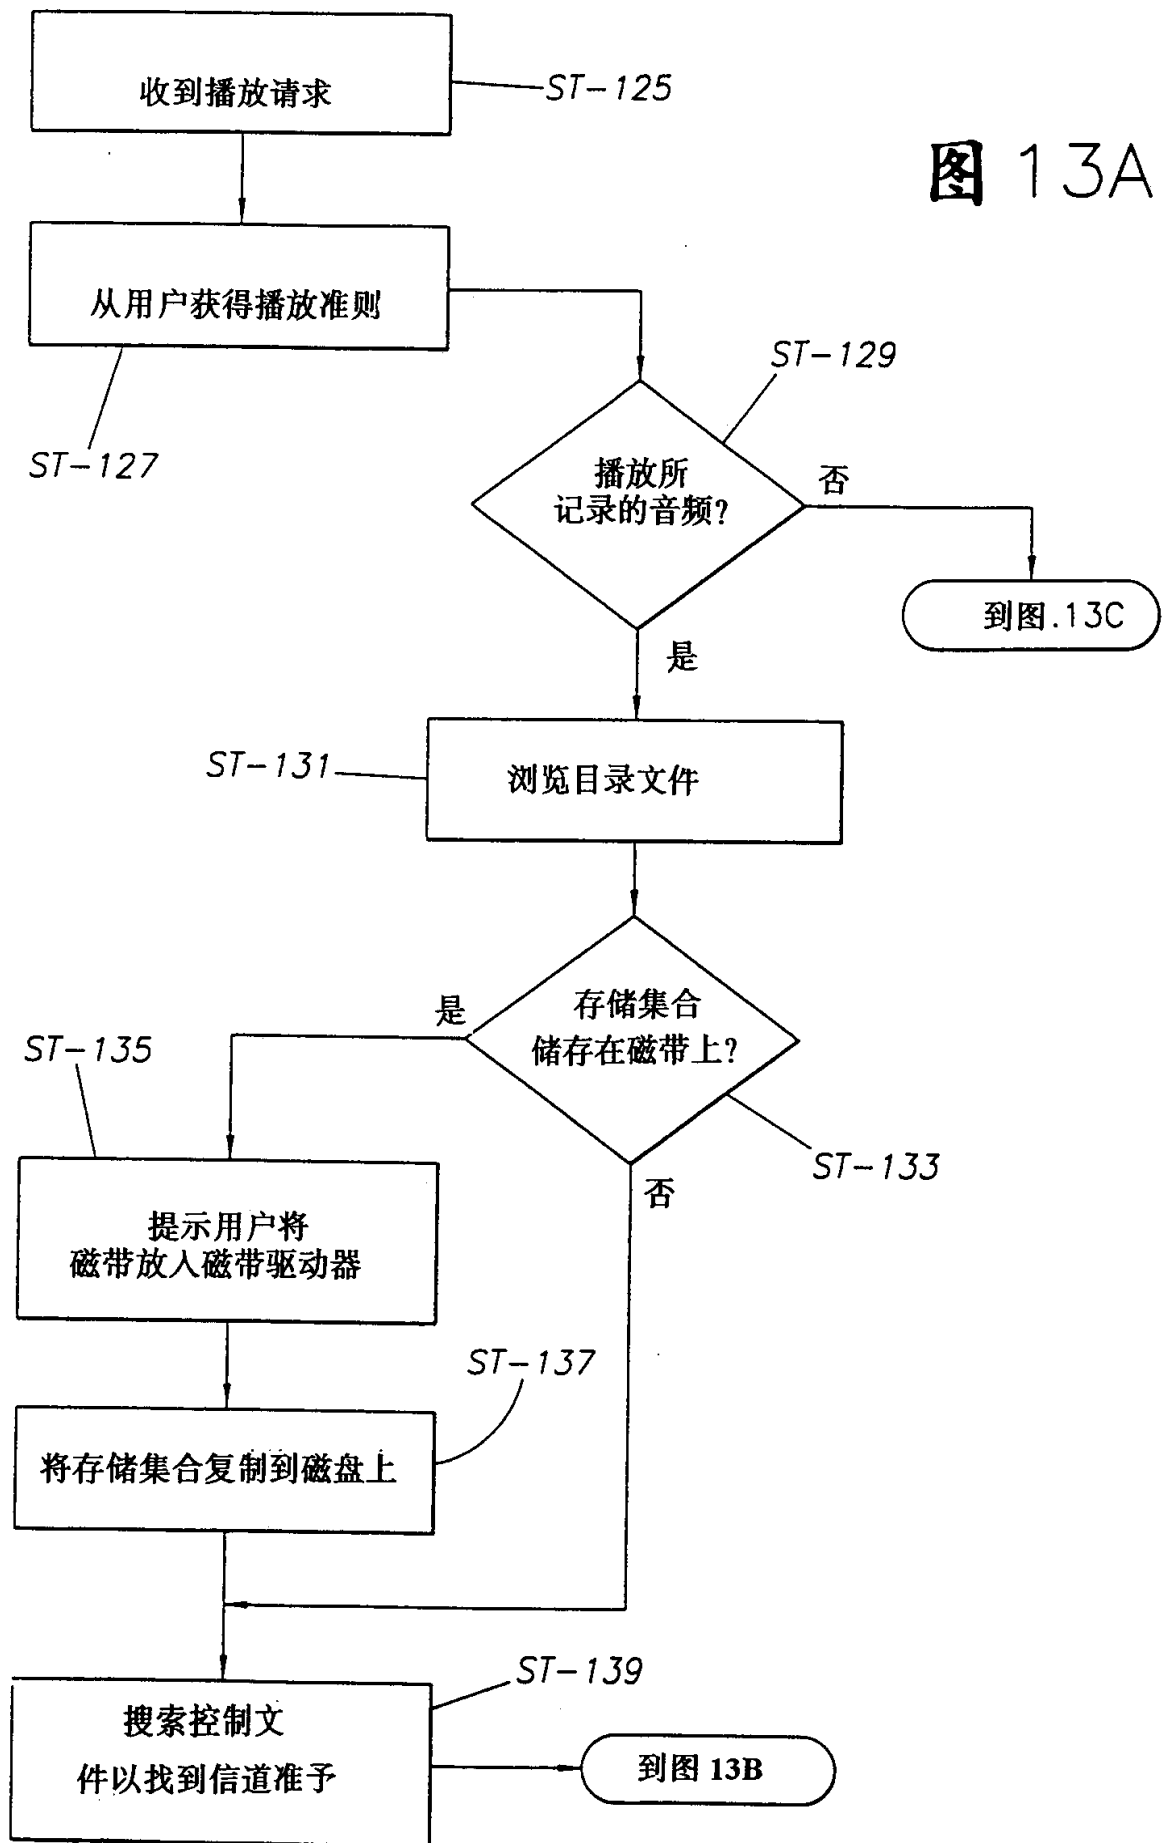 收到播放请求
ST-125
图 13A
从用户获得播放准则
ST-127
ST-129
播放所
记录的音频?
否
到图.13C
是
ST-131
浏览目录文件
是
存储集合
储存在磁带上?
ST-135
ST-133
否
提示用户将
磁带放入磁带驱动器
ST-137
将存储集合复制到磁盘上
ST-139
搜索控制文
件以找到信道准予
到图 13B